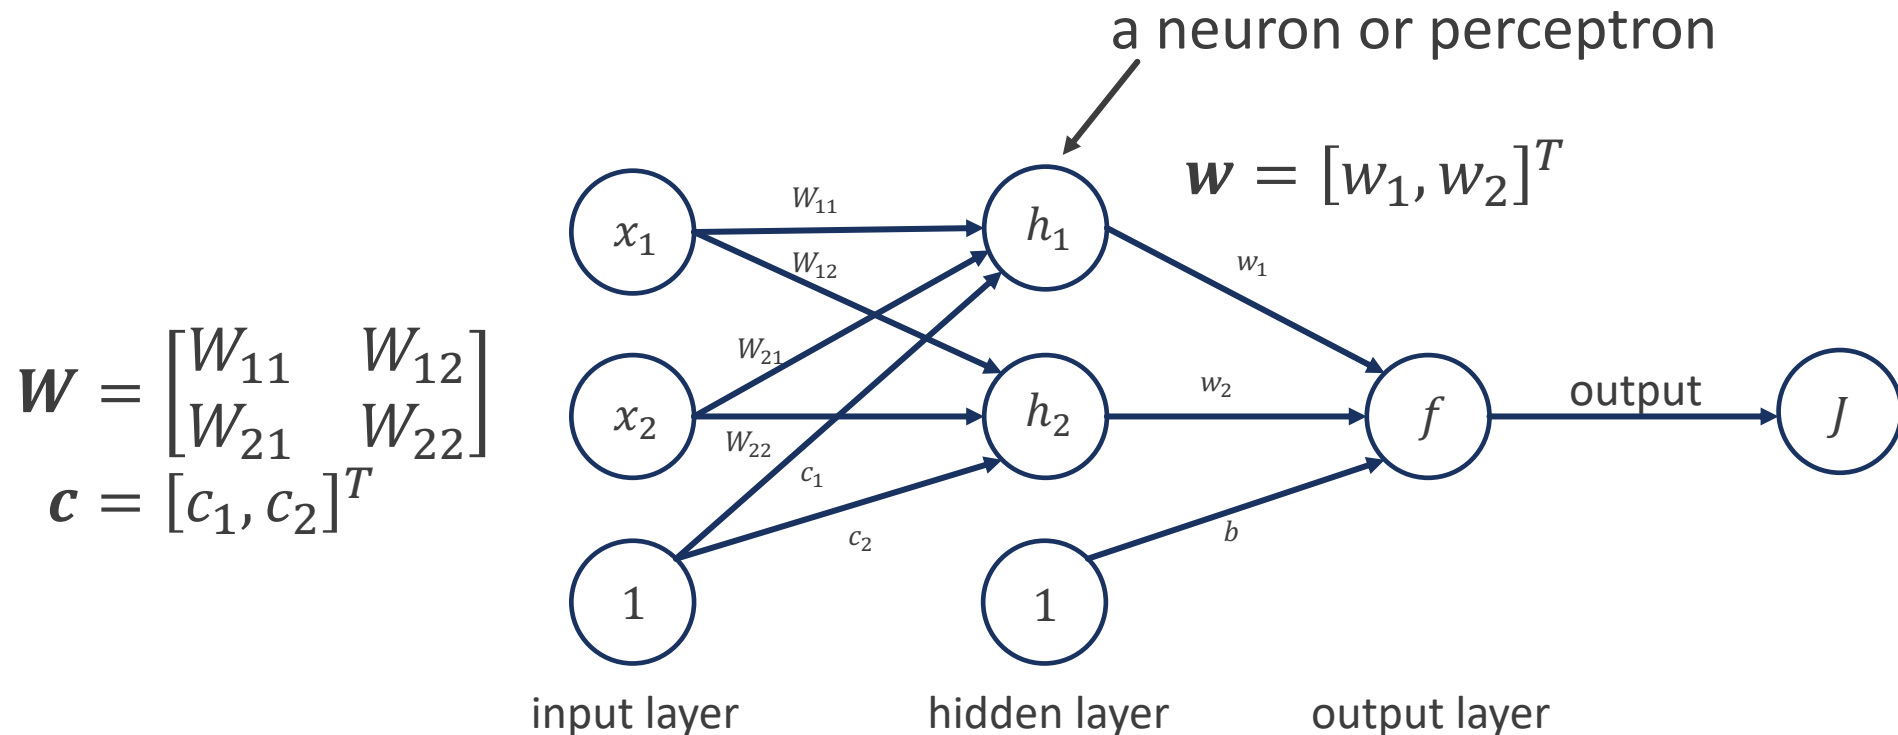 a neuron or perceptron
𝒘 = [w₁, w₂]ᵀ
x₁
W₁₁
h₁
W₁₂
w₁
𝑾 = [W₁₁ W₁₂
W₂₁ W₂₂]
𝒄 = [c₁, c₂]ᵀ
x₂
W₂₁
W₂₂
h₂
w₂
f
output
J
c₁
c₂
b
1
1
input layer
hidden layer
output layer